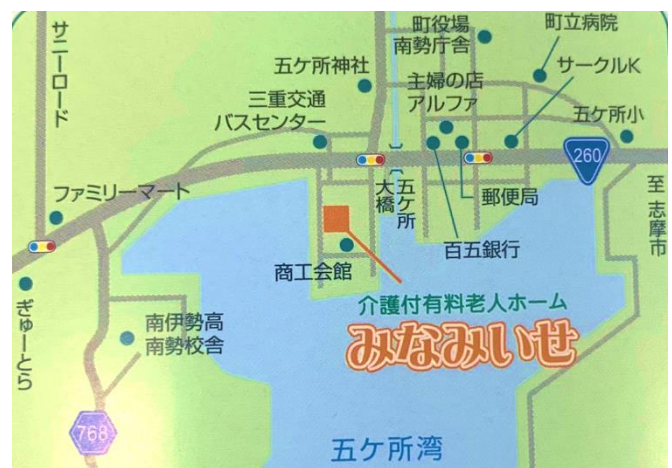 サニーロード
町役場
南勢庁舎
町立病院
五ケ所神社
主婦の店
アルファ
サークルK
三重交通
バスセンター
五ケ所小
260
ファミリーマート
五ケ所
大橋
郵便局
至 志摩市
百五銀行
商工会館
ぎゅーとら
介護付有料老人ホーム
みなみいせ
南伊勢高
南勢校舎
768
五ケ所湾